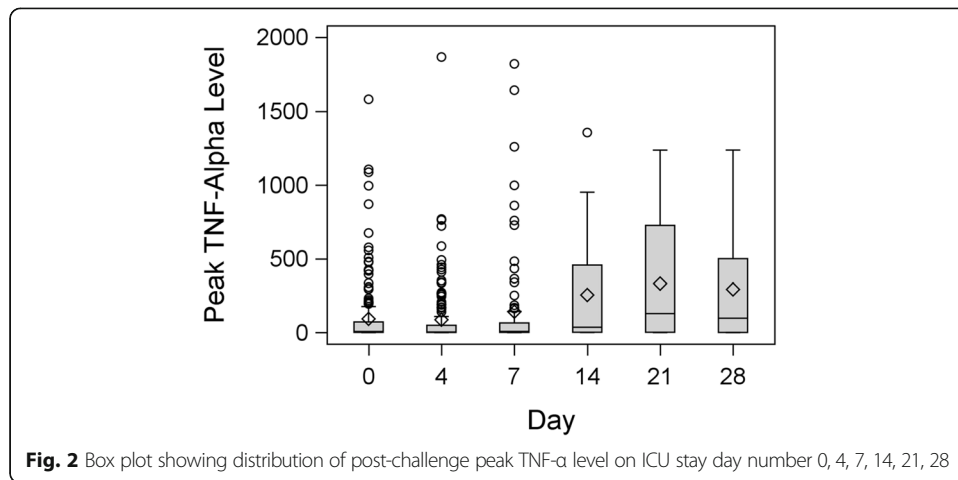 2000
1500
1000
500
0
Peak TNF-Alpha Level
0 4 7 14 21 28
Day
Fig. 2 Box plot showing distribution of post-challenge peak TNF-α level on ICU stay day number 0, 4, 7, 14, 21, 28